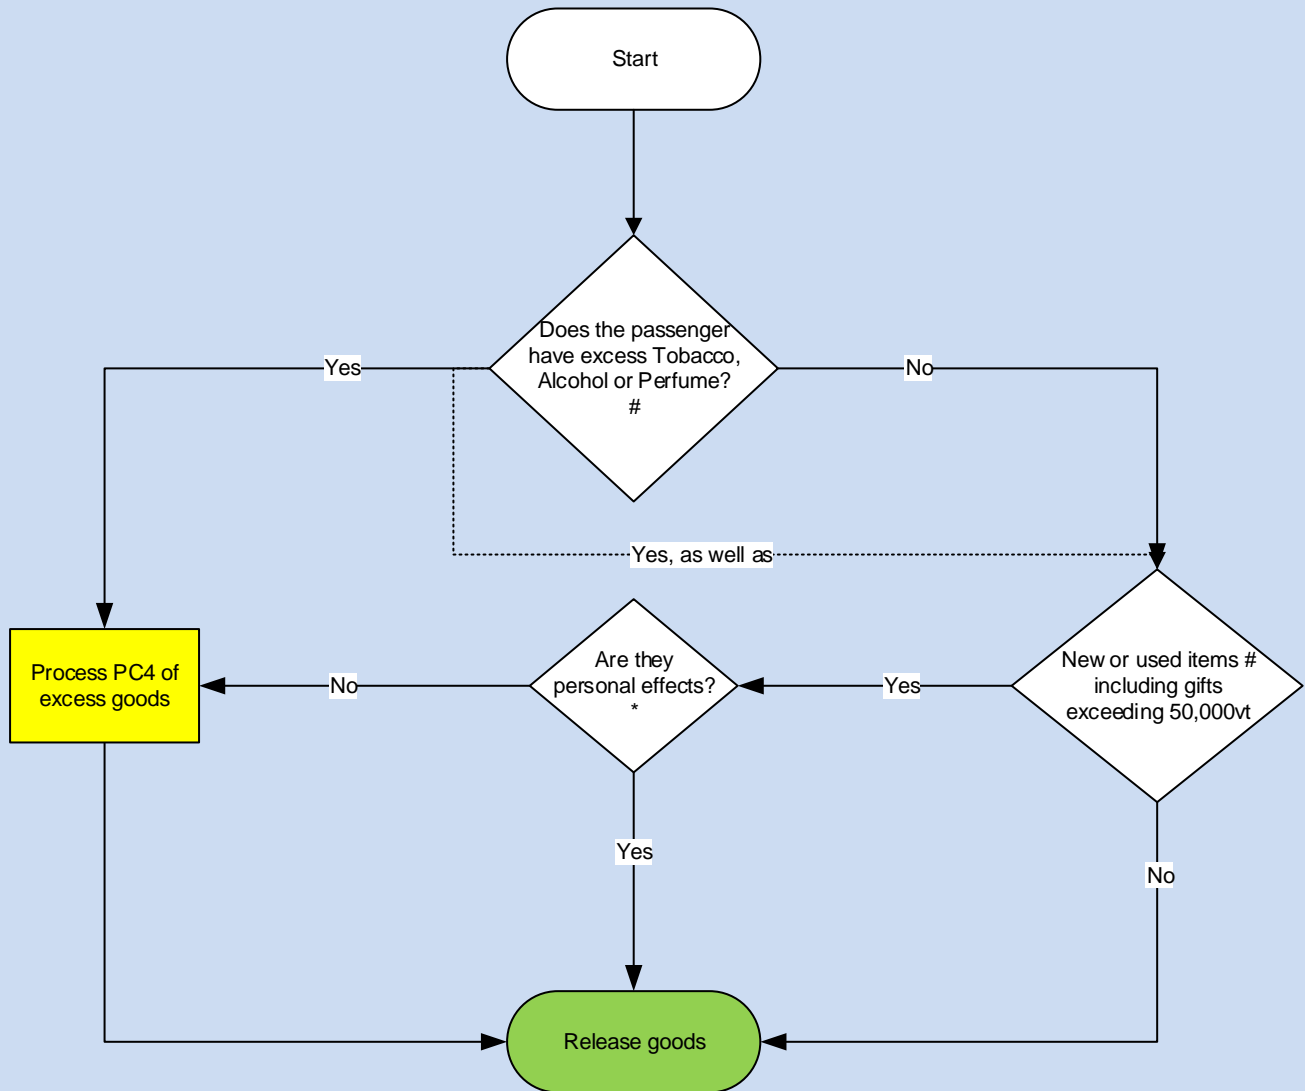 Start
Does the passenger
have excess Tobacco,
Alcohol or Perfume?
#
Yes
No
Yes, as well as
Process PC4 of
excess goods
No
Are they
personal effects?
*
Yes
New or used items #
including gifts
exceeding 50,000vt
Yes
No
Release goods